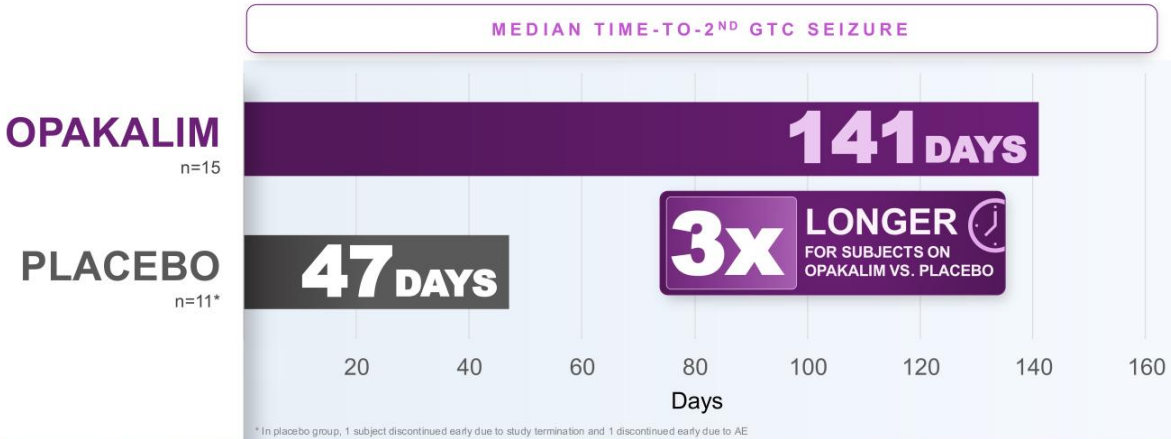 MEDIAN TIME-TO-2ND GTC SEIZURE
OPAKALIM
n=15
141 DAYS
3x
LONGER
FOR SUBJECTS ON
OPAKALIM VS. PLACEBO
PLACEBO
n=11*
47 DAYS
20 40 60 80 100 120 140 160
Days
* In placebo group, 1 subject discontinued early due to study termination and 1 discontinued early due to AE